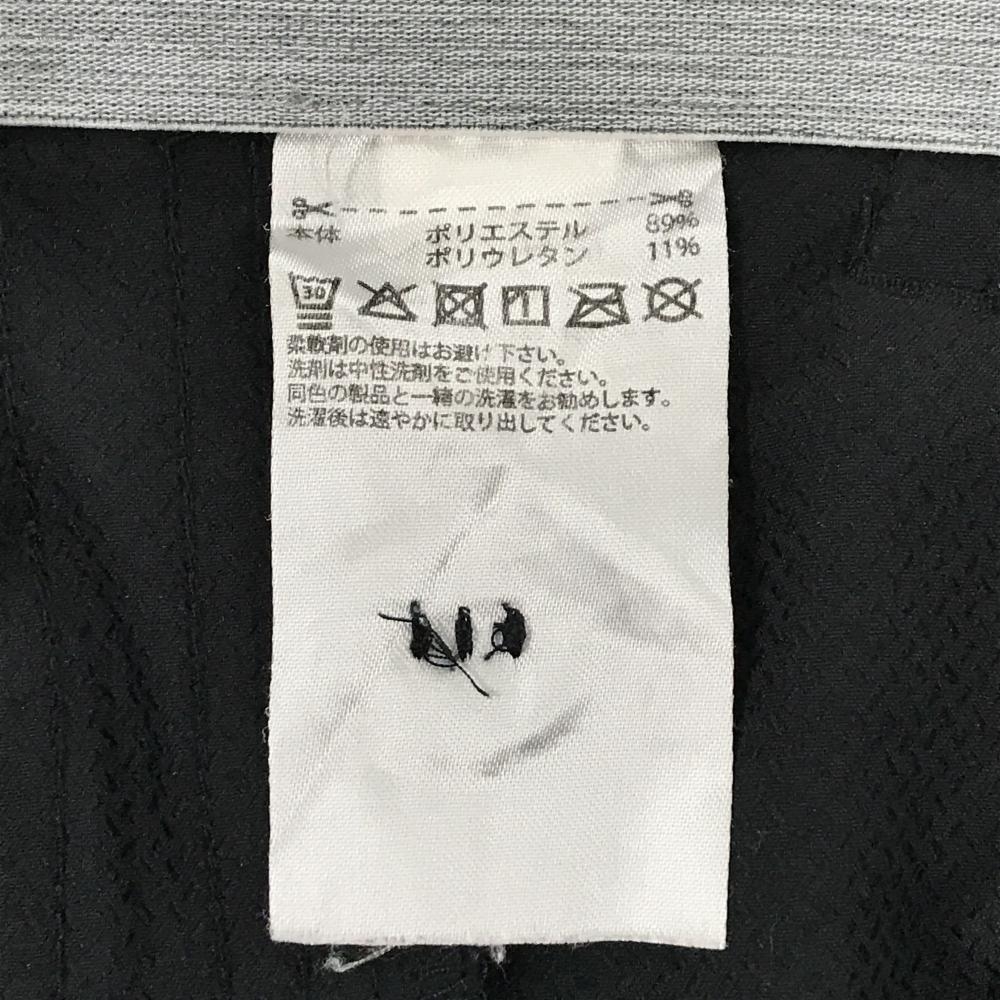 本体 ポリエステル 89%
ポリウレタン 11%
30
柔軟剤の使用はお避け下さい。
洗剤は中性洗剤をご使用ください。
同色の製品と一緒の洗濯をお勧めします。
洗濯後は速やかに取り出してください。